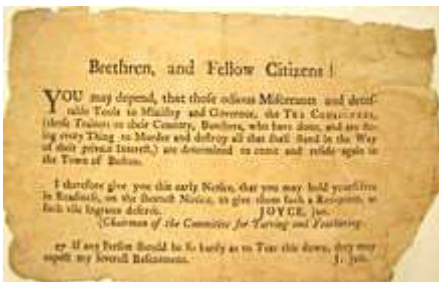 Brethren, and Fellow Citizens !
YOU may depend, that those odious Miscreants and detes-
table Tools to Ministry and Governor, the TEA CONSIGNEES,
(those Traitors to their Country, Butchers, who have done, and are do-
ing every Thing to Murder and destroy all that shall stand in the Way
of their private Interest,) are determined to come and reside again in
the Town of Boston.
I therefore give you this early Notice, that you may hold yourselves
in Readiness, on the shortest Notice, to give them such a Reception, as
such vile Ingrates deserve. JOYCE, jun.
(Chairman of the Committee for Tarring and Feathering.
If any Person should be so hardy as to Tear this down, they may
expect my severest Resentment. J. jun.